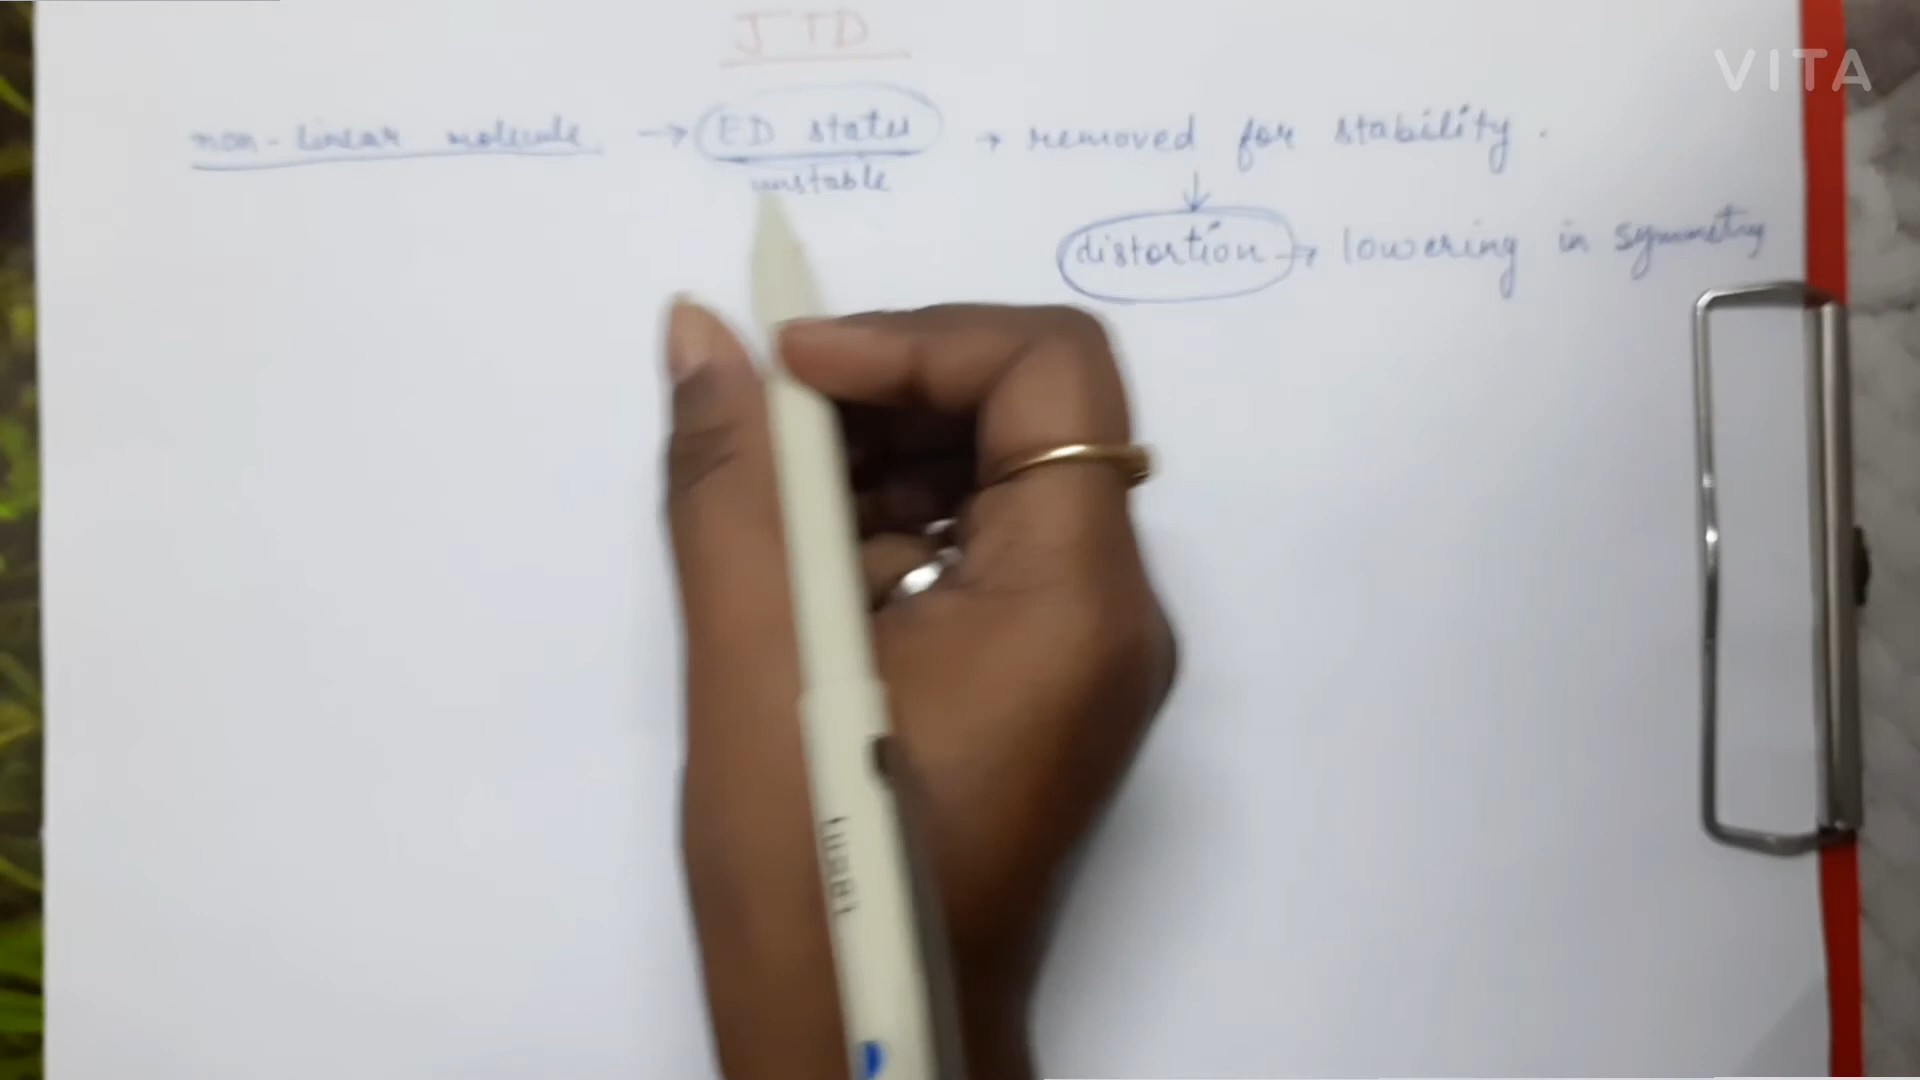 JTD
non-linear molecule → ED states → removed for stability.
unstable
↓
distortion → lowering in symmetry
VITA